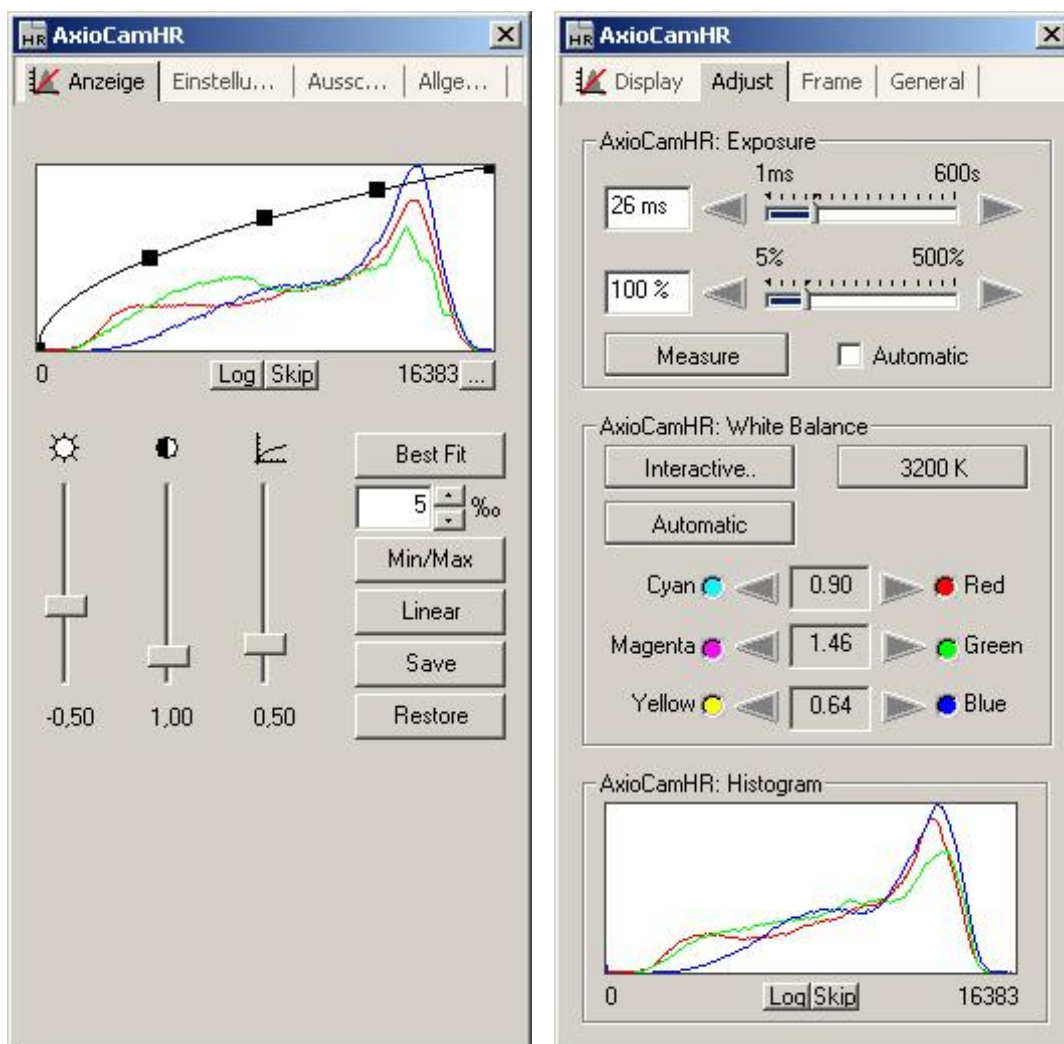 HR AxioCamHR
Anzeige Einstellu... Aussc... Allge...
0 Log Skip 16383 ...
Best Fit
5 ‰
Min/Max
Linear
Save
Restore
-0,50 1,00 0,50
HR AxioCamHR
Display Adjust Frame General
AxioCamHR: Exposure
1ms 600s
26 ms
5% 500%
100 %
Measure Automatic
AxioCamHR: White Balance
Interactive.. 3200 K
Automatic
Cyan 0.90 Red
Magenta 1.46 Green
Yellow 0.64 Blue
AxioCamHR: Histogram
0 Log Skip 16383